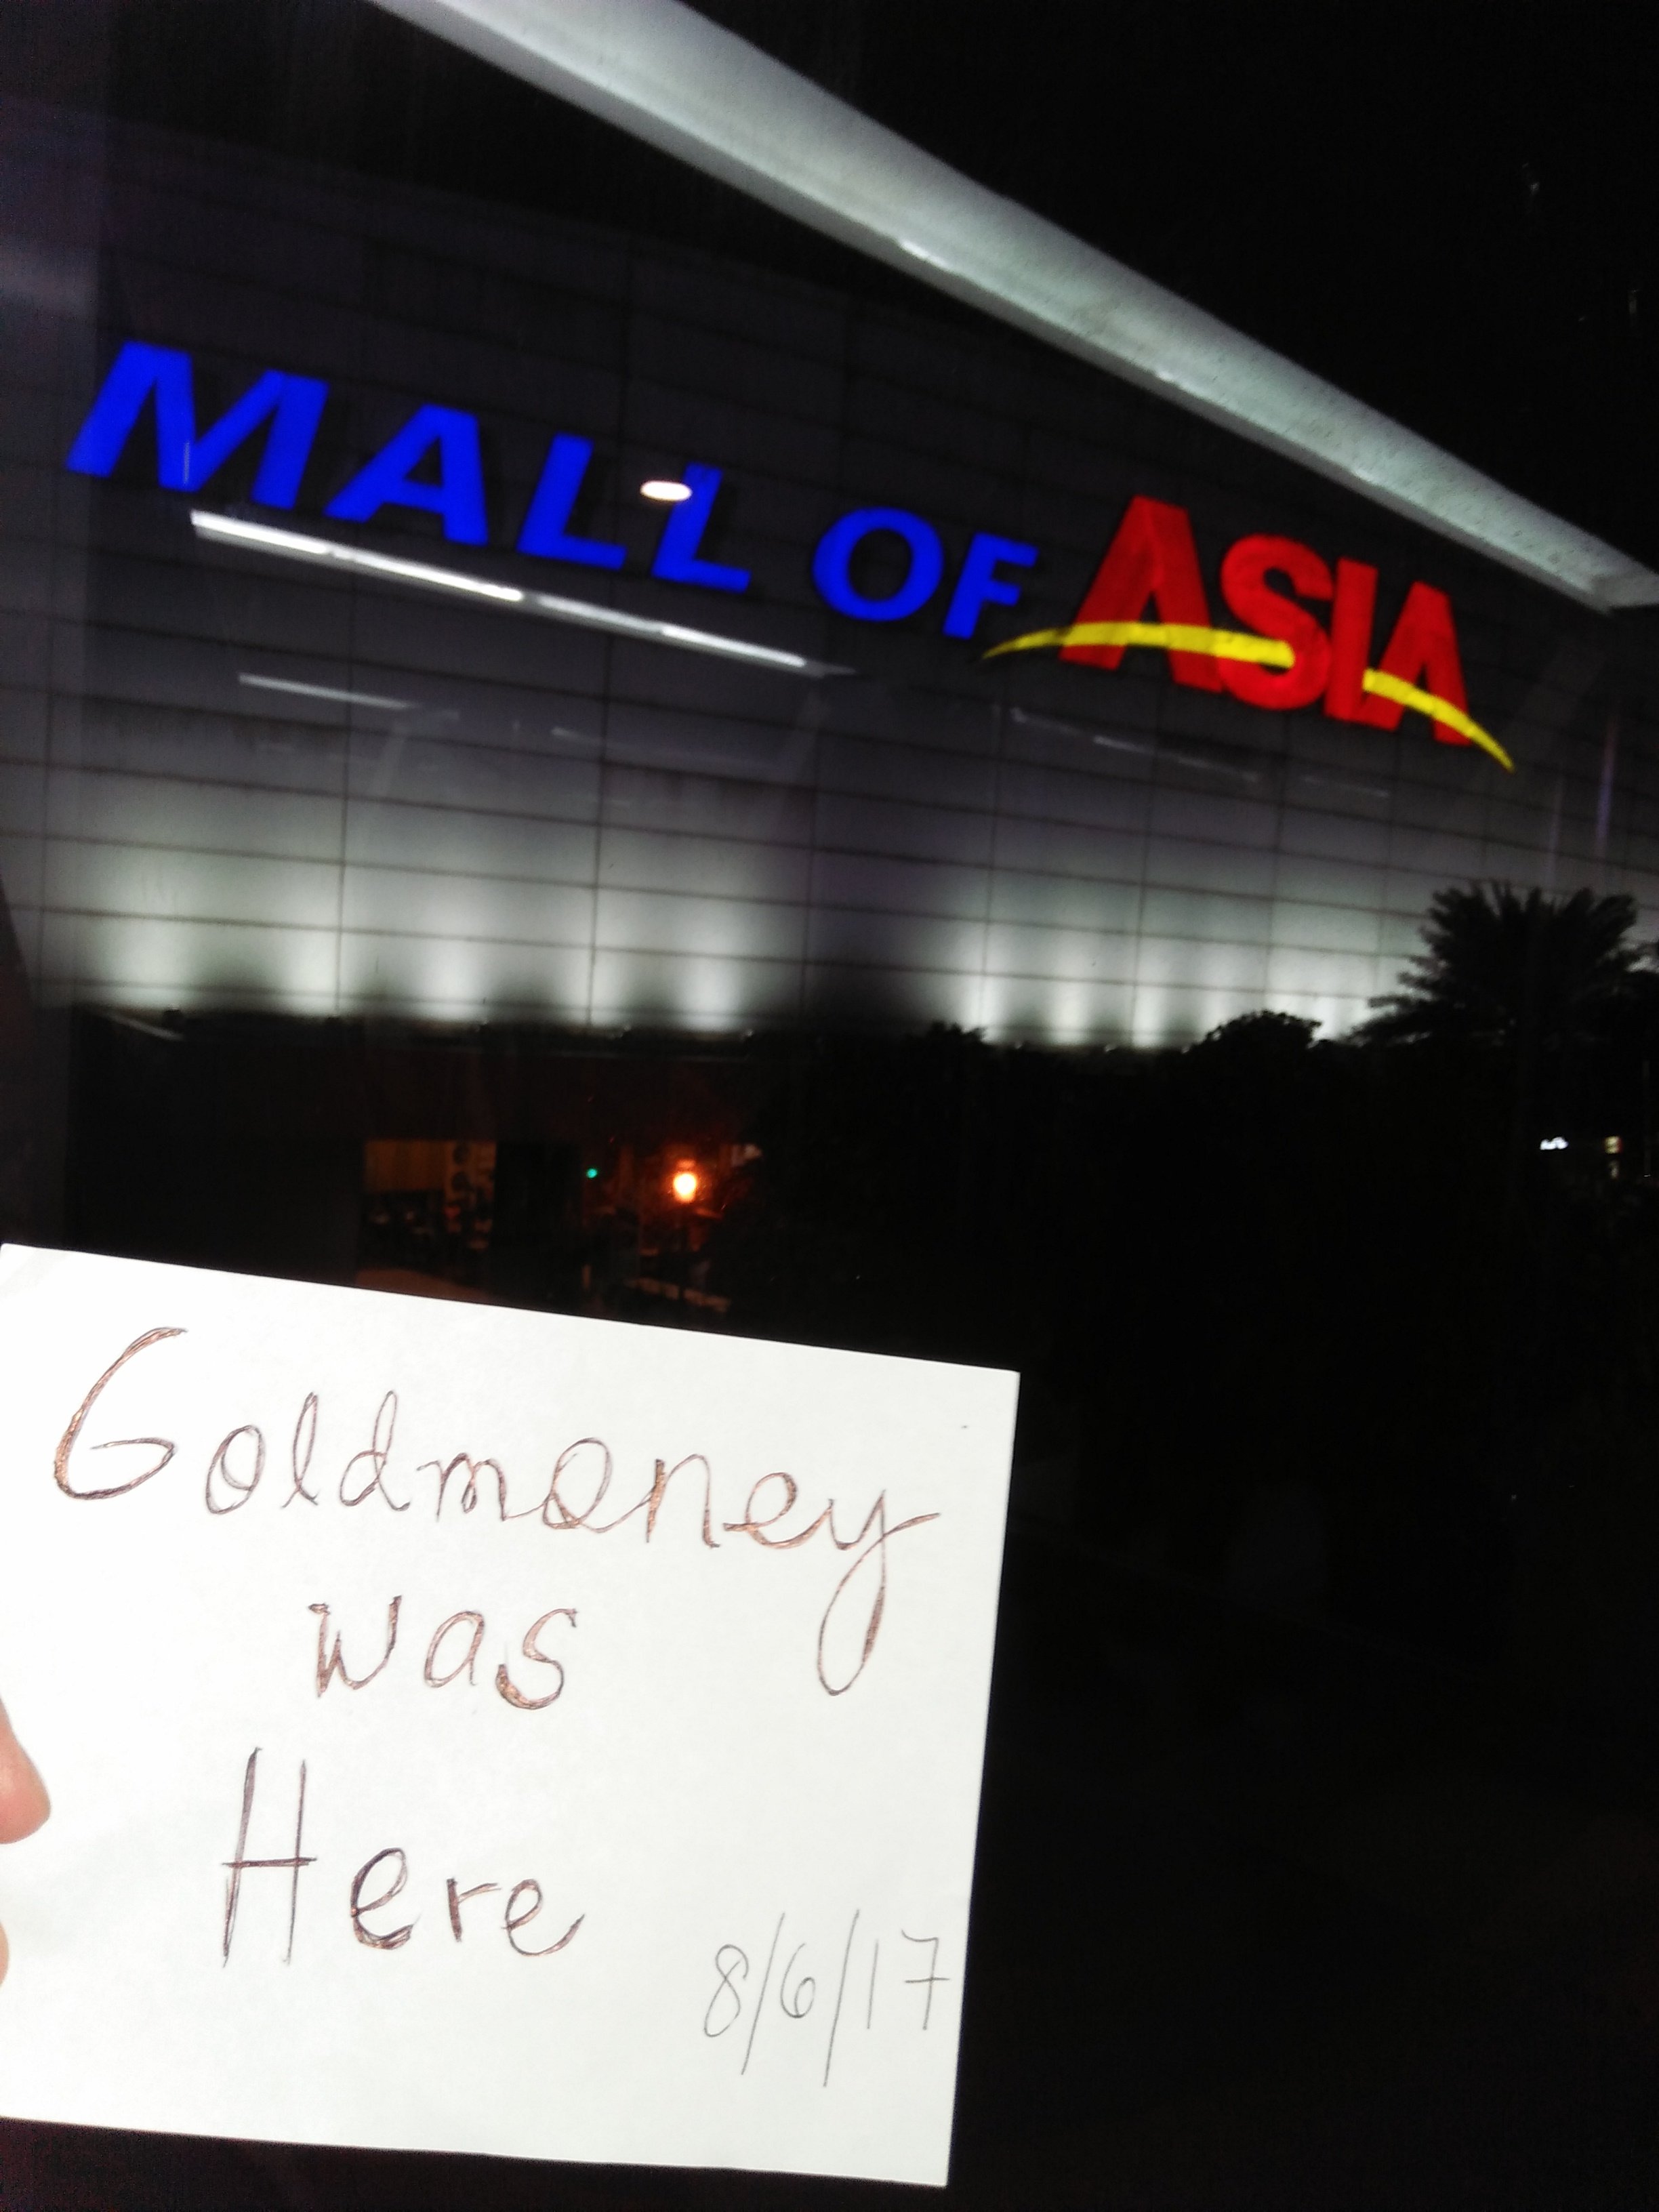 MALL OF ASIA
Goldmoney
was
Here
8/6/17